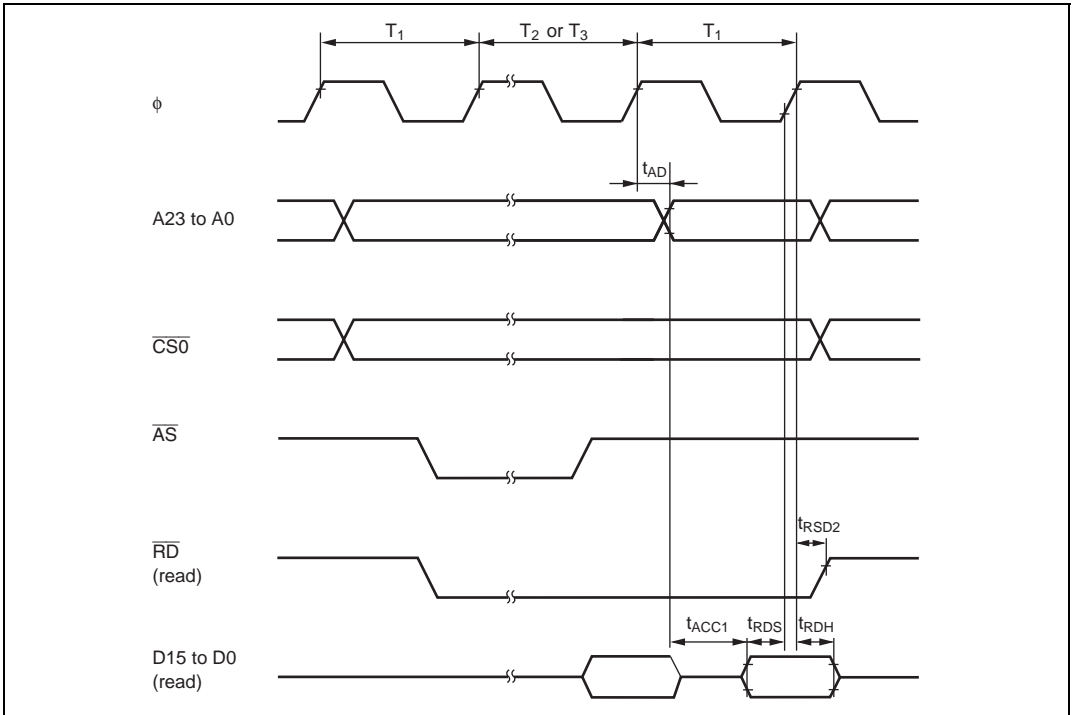 T1 T2 or T3 T1
φ
tAD
A23 to A0
CS0
AS
tRSD2
RD
(read)
tACC1 tRDS tRDH
D15 to D0
(read)